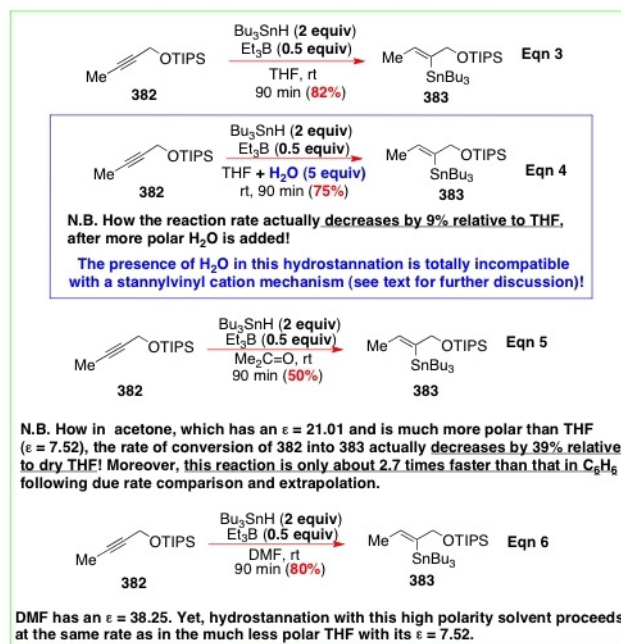 Bu3SnH (2 equiv)
Et3B (0.5 equiv)
THF, rt
90 min (82%)
Me
OTIPS
382
Me
OTIPS
SnBu3
383
Eqn 3
Bu3SnH (2 equiv)
Et3B (0.5 equiv)
THF + H2O (5 equiv)
rt, 90 min (75%)
Me
OTIPS
382
Me
OTIPS
SnBu3
383
Eqn 4
N.B. How the reaction rate actually decreases by 9% relative to THF,
after more polar H2O is added!
The presence of H2O in this hydrostannation is totally incompatible
with a stannylvinyl cation mechanism (see text for further discussion)!
Bu3SnH (2 equiv)
Et3B (0.5 equiv)
Me2C=O, rt
90 min (50%)
Me
OTIPS
382
Me
OTIPS
SnBu3
383
Eqn 5
N.B. How in acetone, which has an ε = 21.01 and is much more polar than THF
(ε = 7.52), the rate of conversion of 382 into 383 actually decreases by 39% relative
to dry THF! Moreover, this reaction is only about 2.7 times faster than that in C6H6
following due rate comparison and extrapolation.
Bu3SnH (2 equiv)
Et3B (0.5 equiv)
DMF, rt
90 min (80%)
Me
OTIPS
382
Me
OTIPS
SnBu3
383
Eqn 6
DMF has an ε = 38.25. Yet, hydrostannation with this high polarity solvent proceeds
at the same rate as in the much less polar THF with its ε = 7.52.